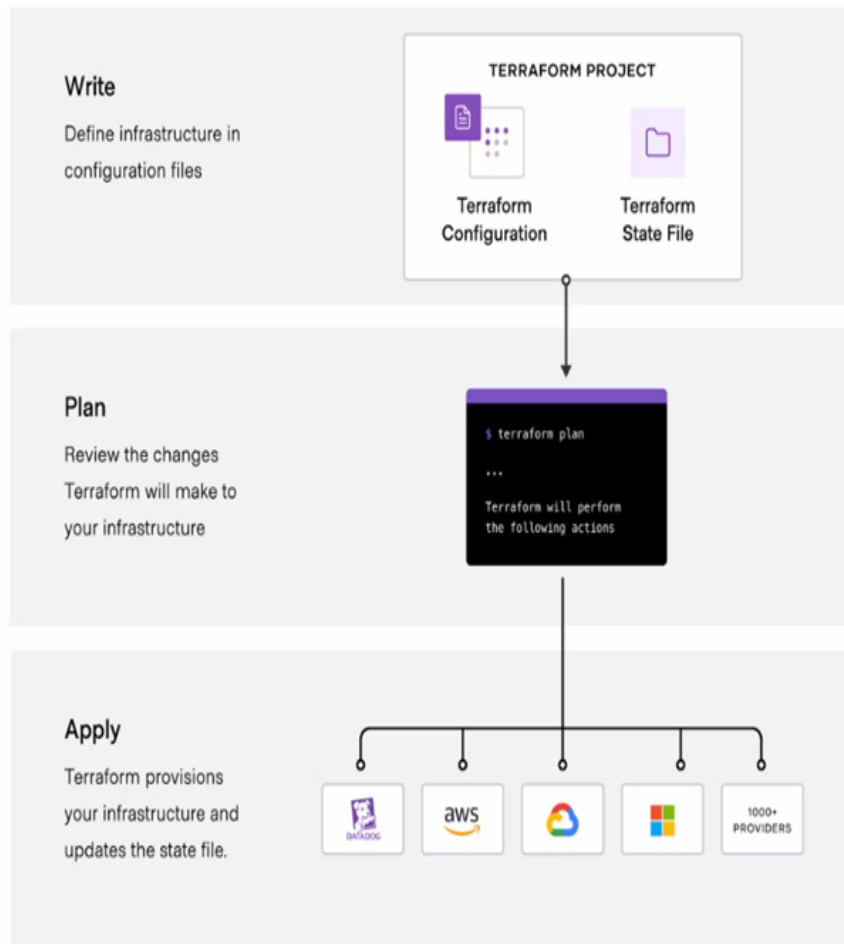 Write
Define infrastructure in
configuration files
TERRAFORM PROJECT
Terraform
Configuration
Terraform
State File
Plan
Review the changes
Terraform will make to
your infrastructure
$ terraform plan
...
Terraform will perform
the following actions
Apply
Terraform provisions
your infrastructure and
updates the state file.
DATADOG
aws
1000+
PROVIDERS